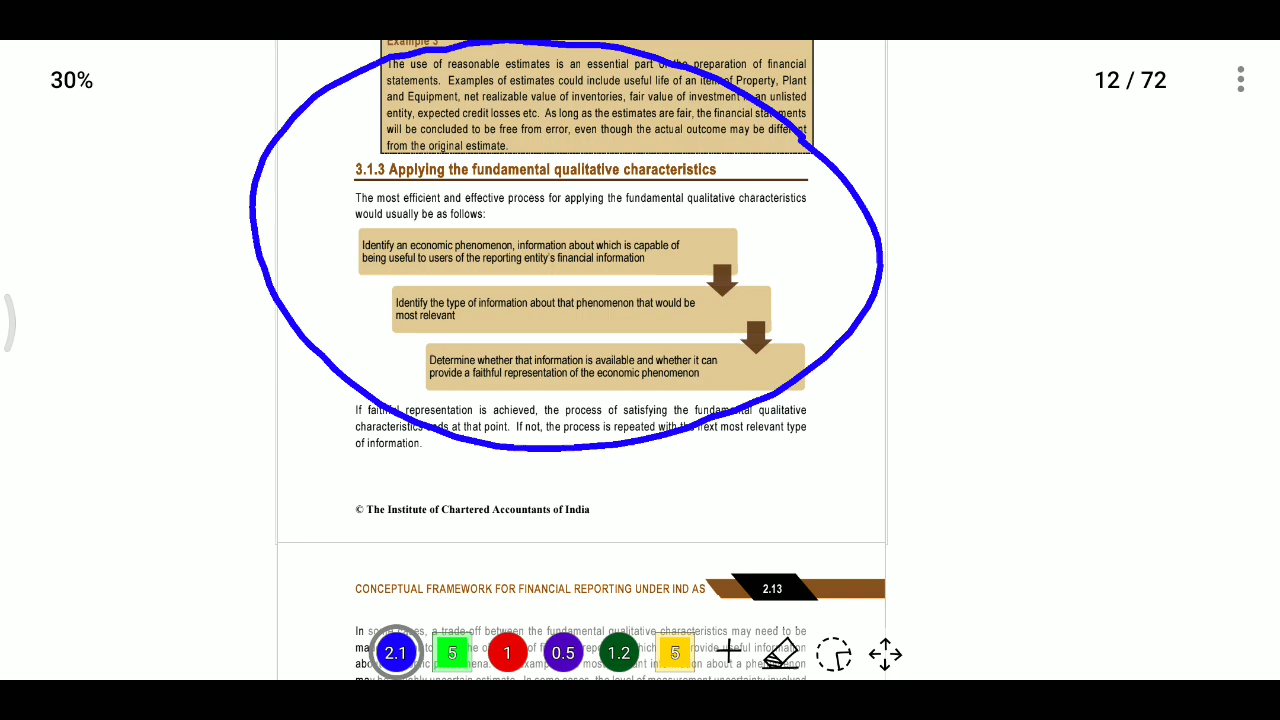 Example 3
30%
12 / 72
The use of reasonable estimates is an essential part of the preparation of financial
statements. Examples of estimates could include useful life of an item of Property, Plant
and Equipment, net realizable value of inventories, fair value of investment in an unlisted
entity, expected credit losses etc. As long as the estimates are fair, the financial statements
will be concluded to be free from error, even though the actual outcome may be different
from the original estimate.
3.1.3 Applying the fundamental qualitative characteristics
The most efficient and effective process for applying the fundamental qualitative characteristics
would usually be as follows:
Identify an economic phenomenon, information about which is capable of
being useful to users of the reporting entity's financial information
Identify the type of information about that phenomenon that would be
most relevant
Determine whether that information is available and whether it can
provide a faithful representation of the economic phenomenon
If faithful representation is achieved, the process of satisfying the fundamental qualitative
characteristics ends at that point. If not, the process is repeated with the next most relevant type
of information.
© The Institute of Chartered Accountants of India
CONCEPTUAL FRAMEWORK FOR FINANCIAL REPORTING UNDER IND AS
2.13
In some cases, a trade-off between the fundamental qualitative characteristics may need to be
2.1
5
1
0.5
1.2
5